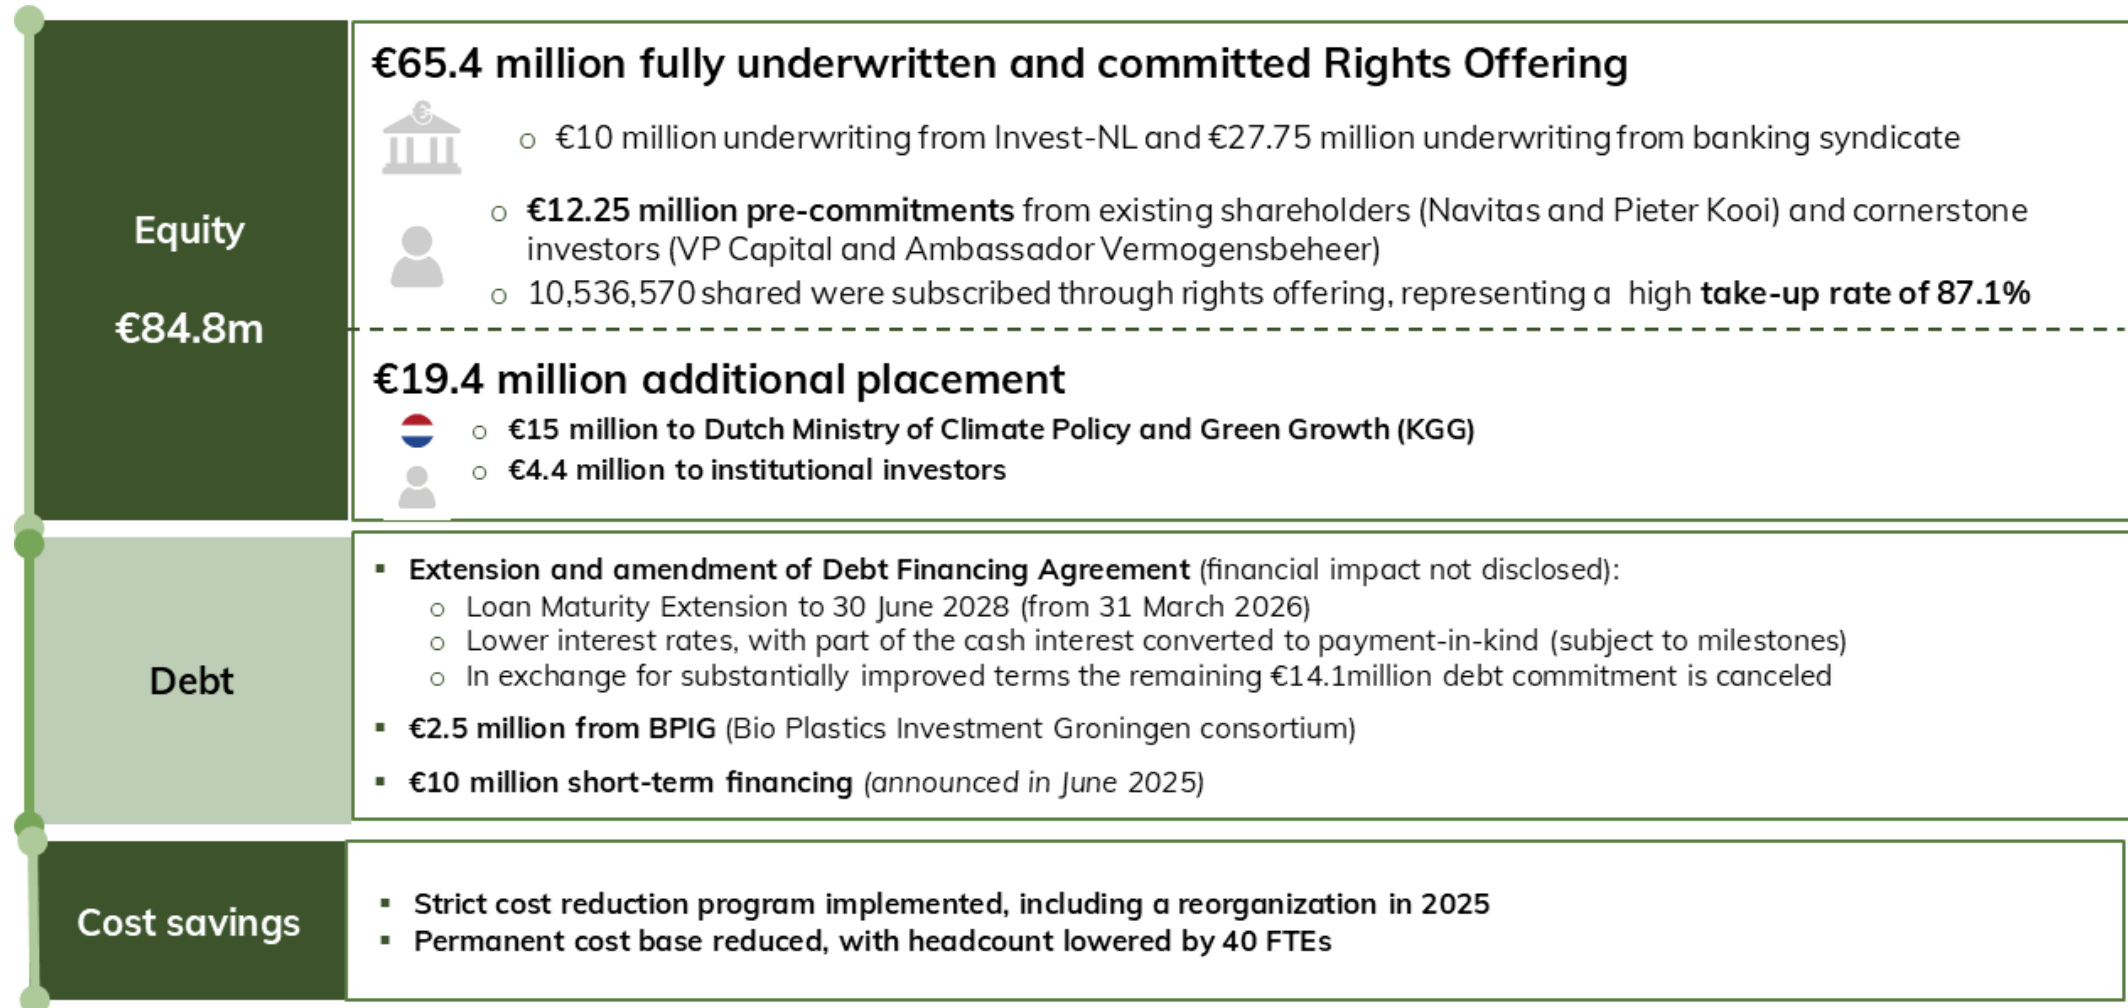 €65.4 million fully underwritten and committed Rights Offering
€
○ €10 million underwriting from Invest-NL and €27.75 million underwriting from banking syndicate
○ €12.25 million pre-commitments from existing shareholders (Navitas and Pieter Kooi) and cornerstone
investors (VP Capital and Ambassador Vermogensbeheer)
○ 10,536,570 shared were subscribed through rights offering, representing a high take-up rate of 87.1%
Equity
€84.8m
€19.4 million additional placement
○ €15 million to Dutch Ministry of Climate Policy and Green Growth (KGG)
○ €4.4 million to institutional investors
Debt
▪ Extension and amendment of Debt Financing Agreement (financial impact not disclosed):
○ Loan Maturity Extension to 30 June 2028 (from 31 March 2026)
○ Lower interest rates, with part of the cash interest converted to payment-in-kind (subject to milestones)
○ In exchange for substantially improved terms the remaining €14.1million debt commitment is canceled
▪ €2.5 million from BPIG (Bio Plastics Investment Groningen consortium)
▪ €10 million short-term financing (announced in June 2025)
Cost savings
▪ Strict cost reduction program implemented, including a reorganization in 2025
▪ Permanent cost base reduced, with headcount lowered by 40 FTEs